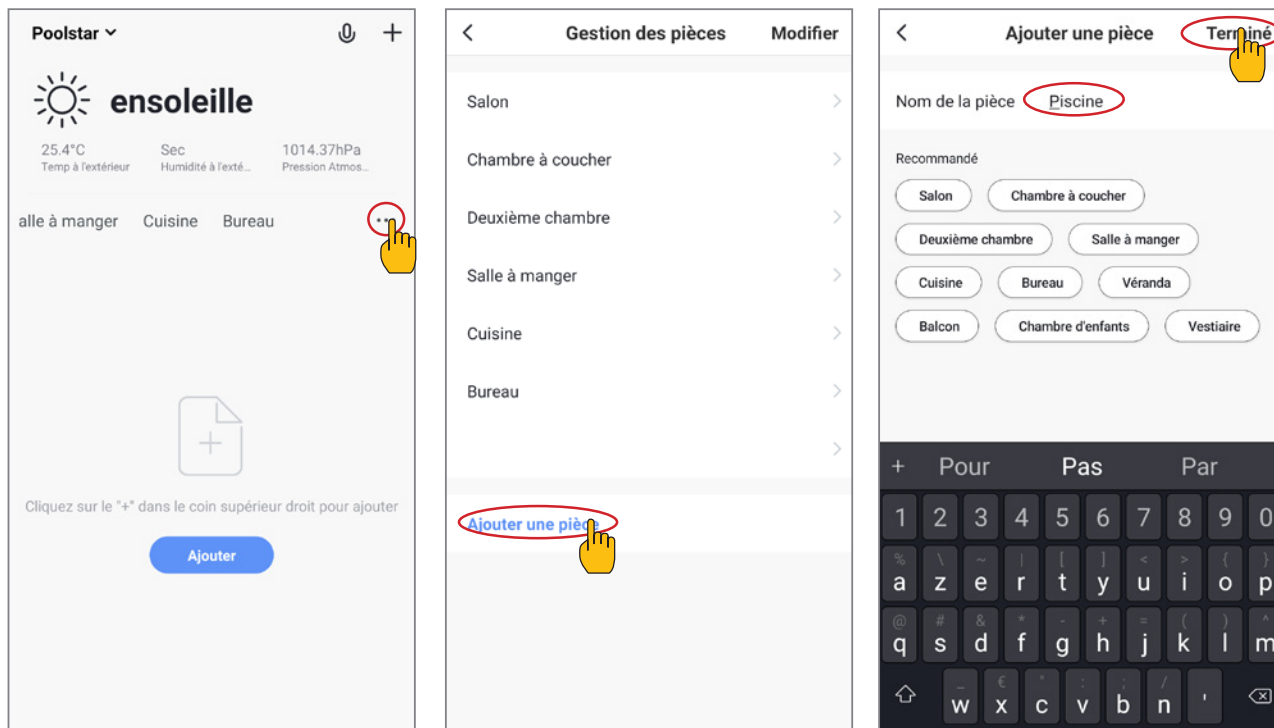 Poolstar
ensoleille
25.4°C Sec 1014.37hPa
Temp à l'extérieur Humidité à l'exté... Pression Atmos...
alle à manger Cuisine Bureau ...
Cliquez sur le "+" dans le coin supérieur droit pour ajouter
Ajouter
Gestion des pièces Modifier
Salon
Chambre à coucher
Deuxième chambre
Salle à manger
Cuisine
Bureau
Ajouter une pièce
Ajouter une pièce Terminé
Nom de la pièce Piscine
Recommandé
Salon Chambre à coucher
Deuxième chambre Salle à manger
Cuisine Bureau Véranda
Balcon Chambre d'enfants Vestiaire
+ Pour Pas Par
1 2 3 4 5 6 7 8 9 0
% \ ~ | [ ] < > { }
a z e r t y u i o p
@ # & * - + = ( ) ^
q s d f g h j k l m
_ € " : ; /
w x c v b n '